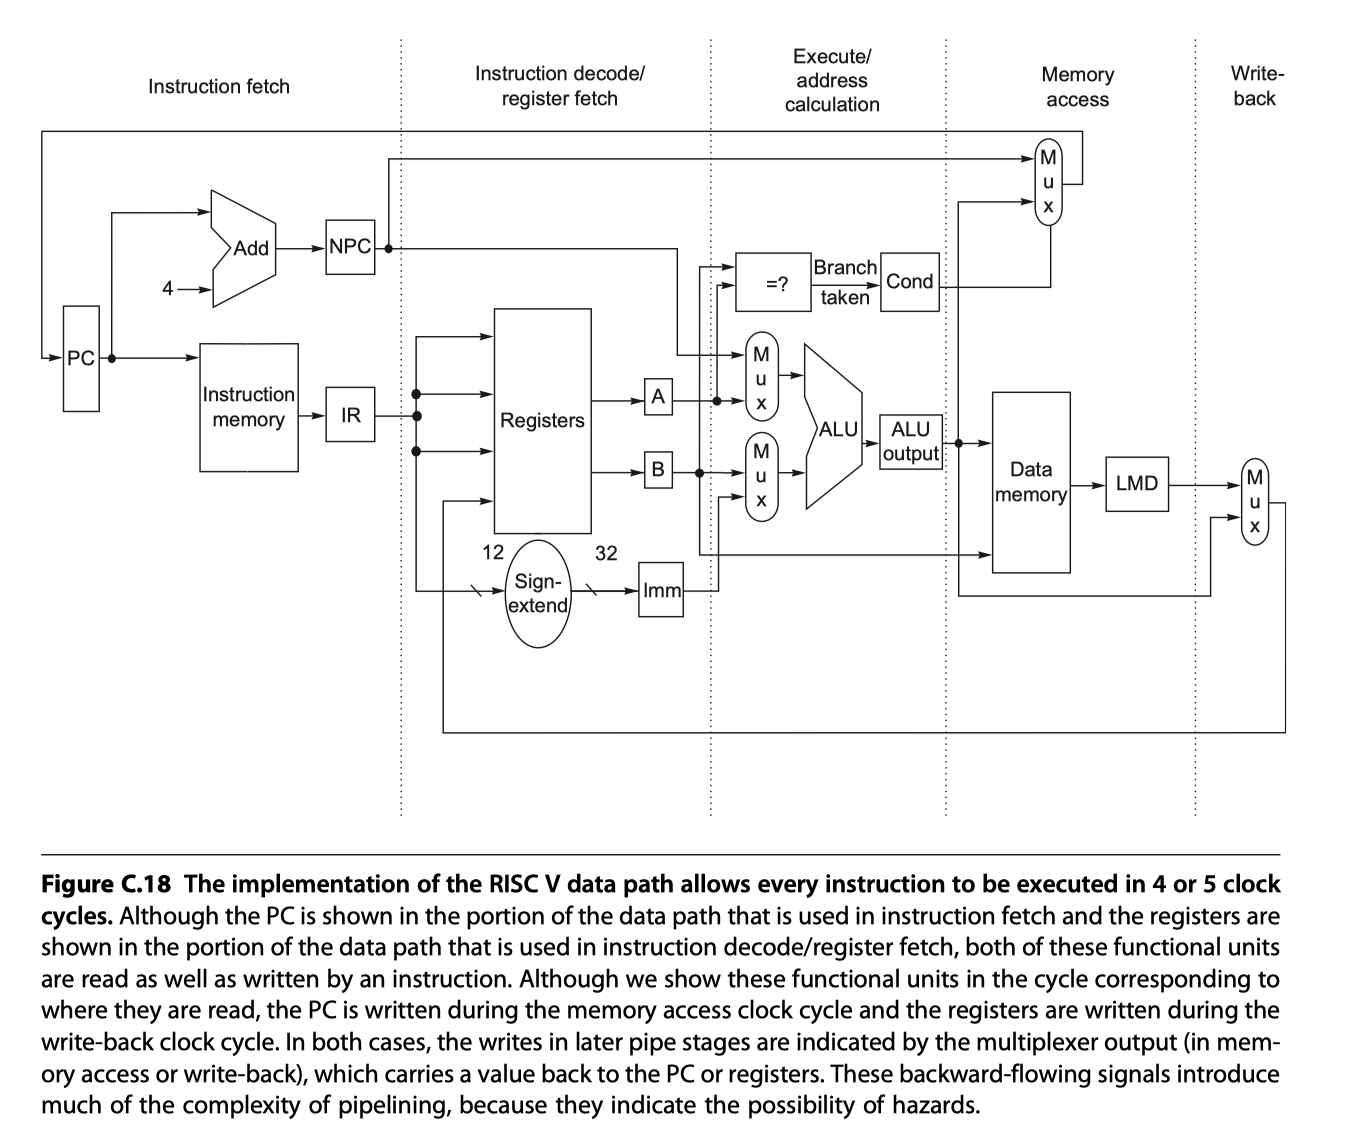 Instruction fetch
Instruction decode/
register fetch
Execute/
address
calculation
Memory
access
Write-
back
M
u
x
Add
NPC
4
=?
Branch
taken
Cond
PC
Instruction
memory
IR
Registers
A
B
M
u
x
M
u
x
ALU
ALU
output
Data
memory
LMD
M
u
x
12
Sign-
extend
32
Imm
Figure C.18 The implementation of the RISC V data path allows every instruction to be executed in 4 or 5 clock
cycles. Although the PC is shown in the portion of the data path that is used in instruction fetch and the registers are
shown in the portion of the data path that is used in instruction decode/register fetch, both of these functional units
are read as well as written by an instruction. Although we show these functional units in the cycle corresponding to
where they are read, the PC is written during the memory access clock cycle and the registers are written during the
write-back clock cycle. In both cases, the writes in later pipe stages are indicated by the multiplexer output (in mem-
ory access or write-back), which carries a value back to the PC or registers. These backward-flowing signals introduce
much of the complexity of pipelining, because they indicate the possibility of hazards.